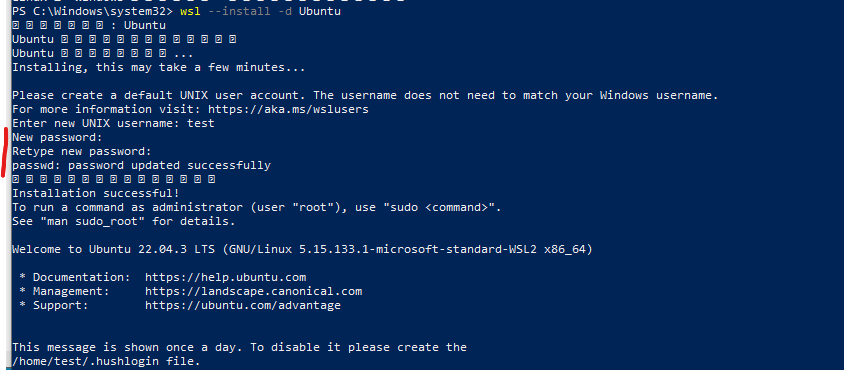 PS C:\Windows\system32> wsl --install -d Ubuntu
: Ubuntu
Ubuntu
Ubuntu ...
Installing, this may take a few minutes...
Please create a default UNIX user account. The username does not need to match your Windows username.
For more information visit: https://aka.ms/wslusers
Enter new UNIX username: test
New password:
Retype new password:
passwd: password updated successfully
Installation successful!
To run a command as administrator (user "root"), use "sudo <command>".
See "man sudo_root" for details.
Welcome to Ubuntu 22.04.3 LTS (GNU/Linux 5.15.133.1-microsoft-standard-WSL2 x86_64)
* Documentation: https://help.ubuntu.com
* Management: https://landscape.canonical.com
* Support: https://ubuntu.com/advantage
This message is shown once a day. To disable it please create the
/home/test/.hushlogin file.